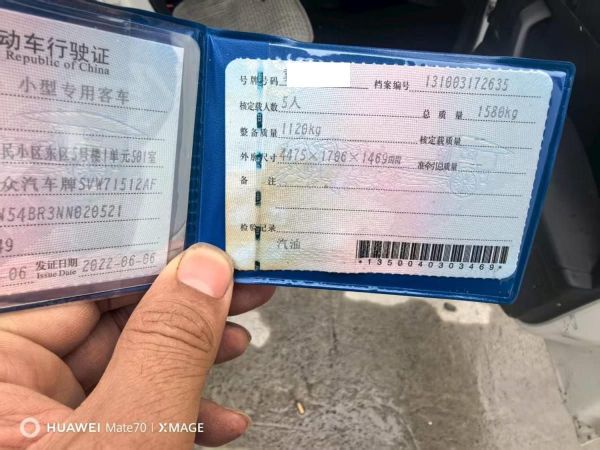 动车行驶证
Republic of China
小型专用客车
民小区东区5号楼1单元501室
众汽车牌SVW71512AF
W54BR3NN020521
49
06 发证日期 2022-06-06
Issue Date
号牌号码
档案编号 131003172635
核定载人数 5人
总质量 1580kg
整备质量 1120kg
核定载质量
外廓尺寸 4475×1706×1469mm
准牵引总质量
备注
检验记录
汽油
*1350040303469*
HUAWEI Mate70 | XMAGE